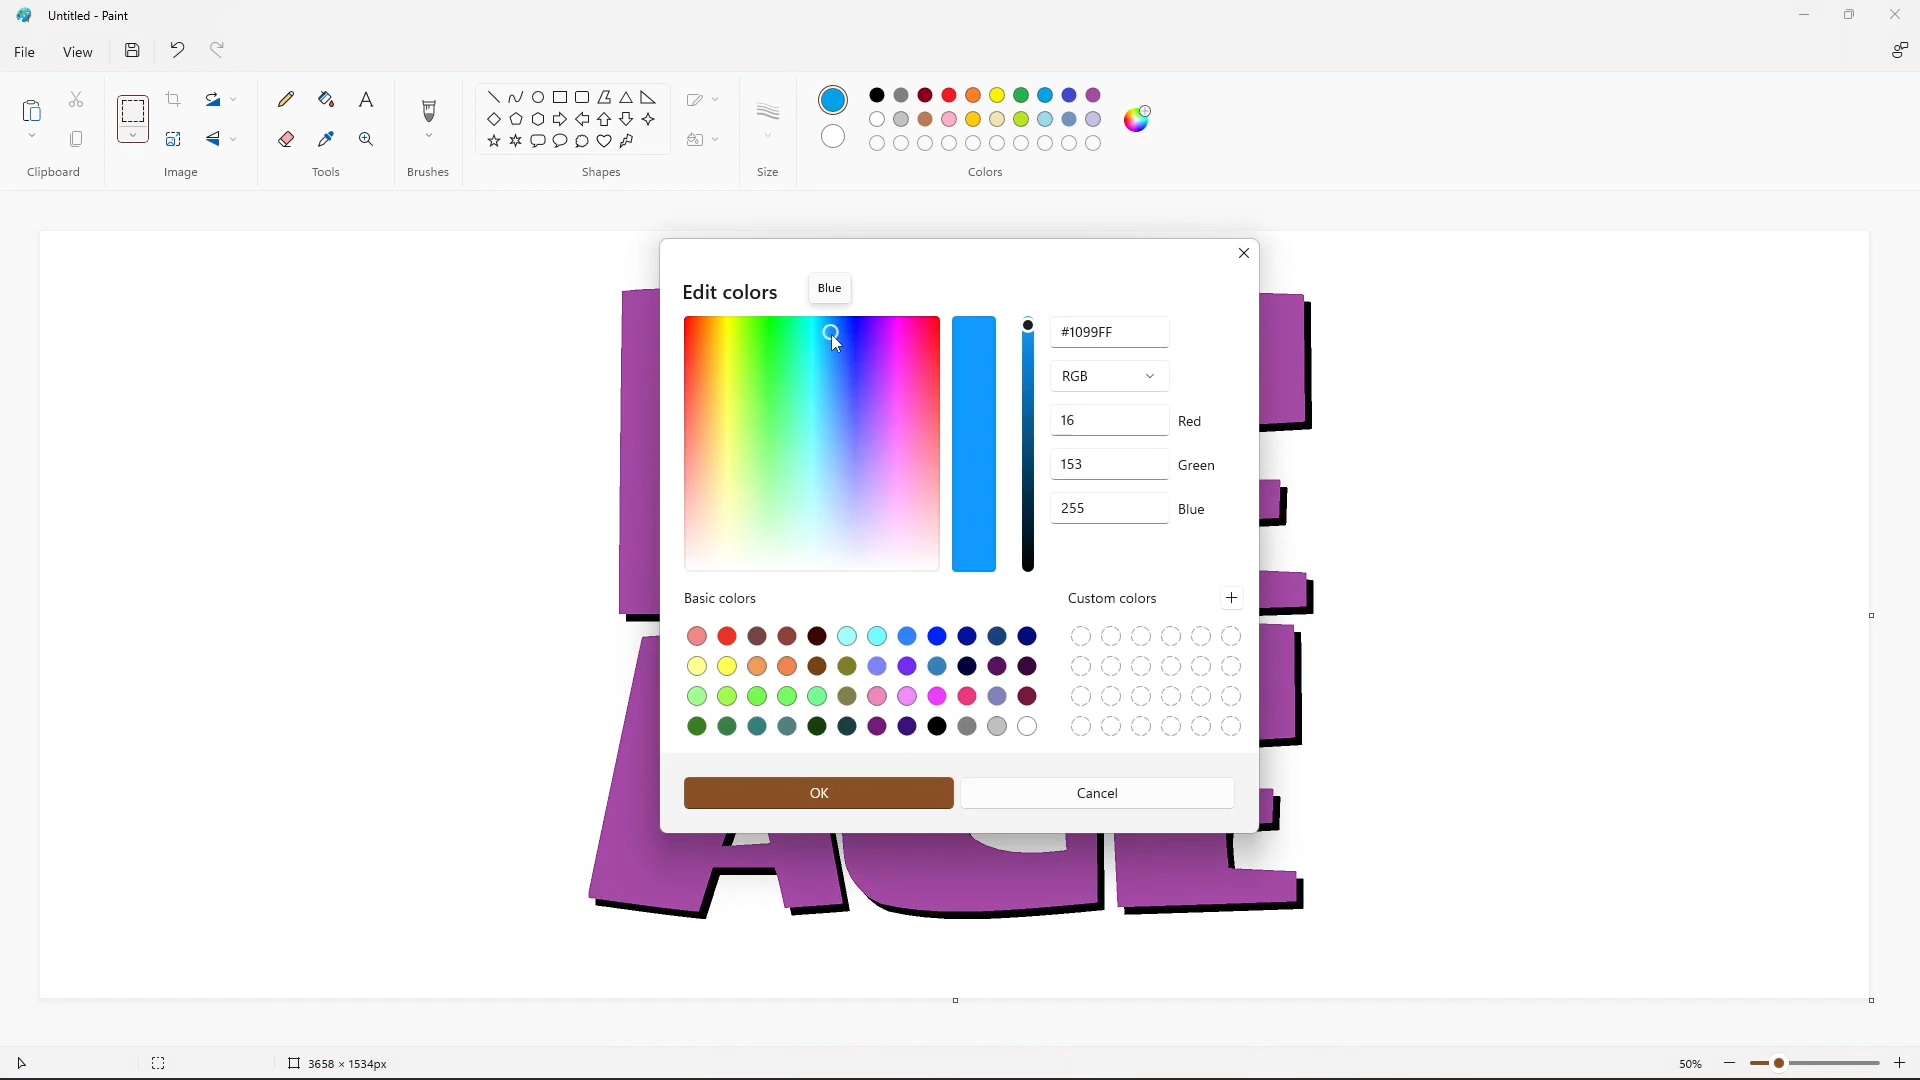 Untitled - Paint
File View
Clipboard Image Tools Brushes Shapes Size Colors
Edit colors
Blue
#1099FF
RGB
16 Red
153 Green
255 Blue
Basic colors
Custom colors
OK
Cancel
3658 × 1534px
50%